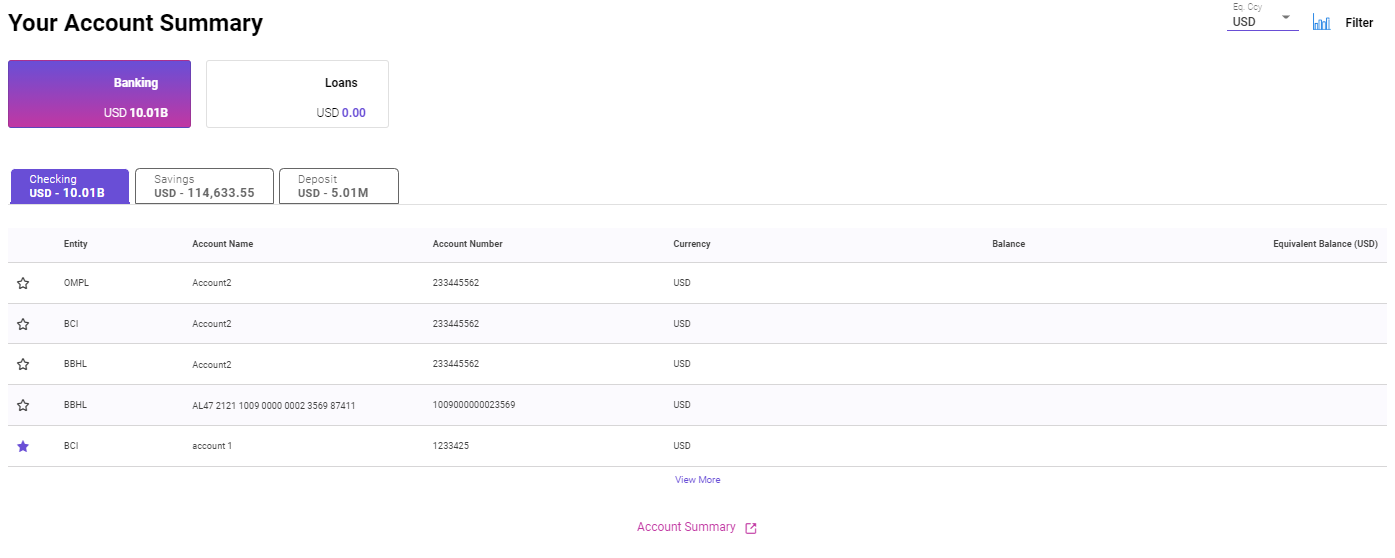 Your Account Summary
Eq. Ccy
USD
Filter
Banking
USD 10.01B
Loans
USD 0.00
Checking
USD - 10.01B
Savings
USD - 114,633.55
Deposit
USD - 5.01M
Entity Account Name Account Number Currency Balance Equivalent Balance (USD)
OMPL Account2 233445562 USD
BCI Account2 233445562 USD
BBHL Account2 233445562 USD
BBHL AL47 2121 1009 0000 0002 3569 87411 1009000000023569 USD
BCI account 1 1233425 USD
View More
Account Summary